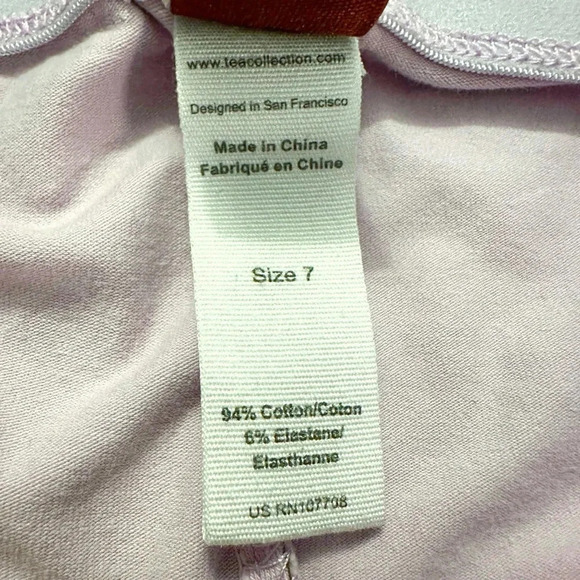 www.teacollection.com
Designed in San Francisco
Made in China
Fabriqué en Chine
Size 7
94% Cotton/Coton
6% Elastane/
Elasthanne
US RN107708